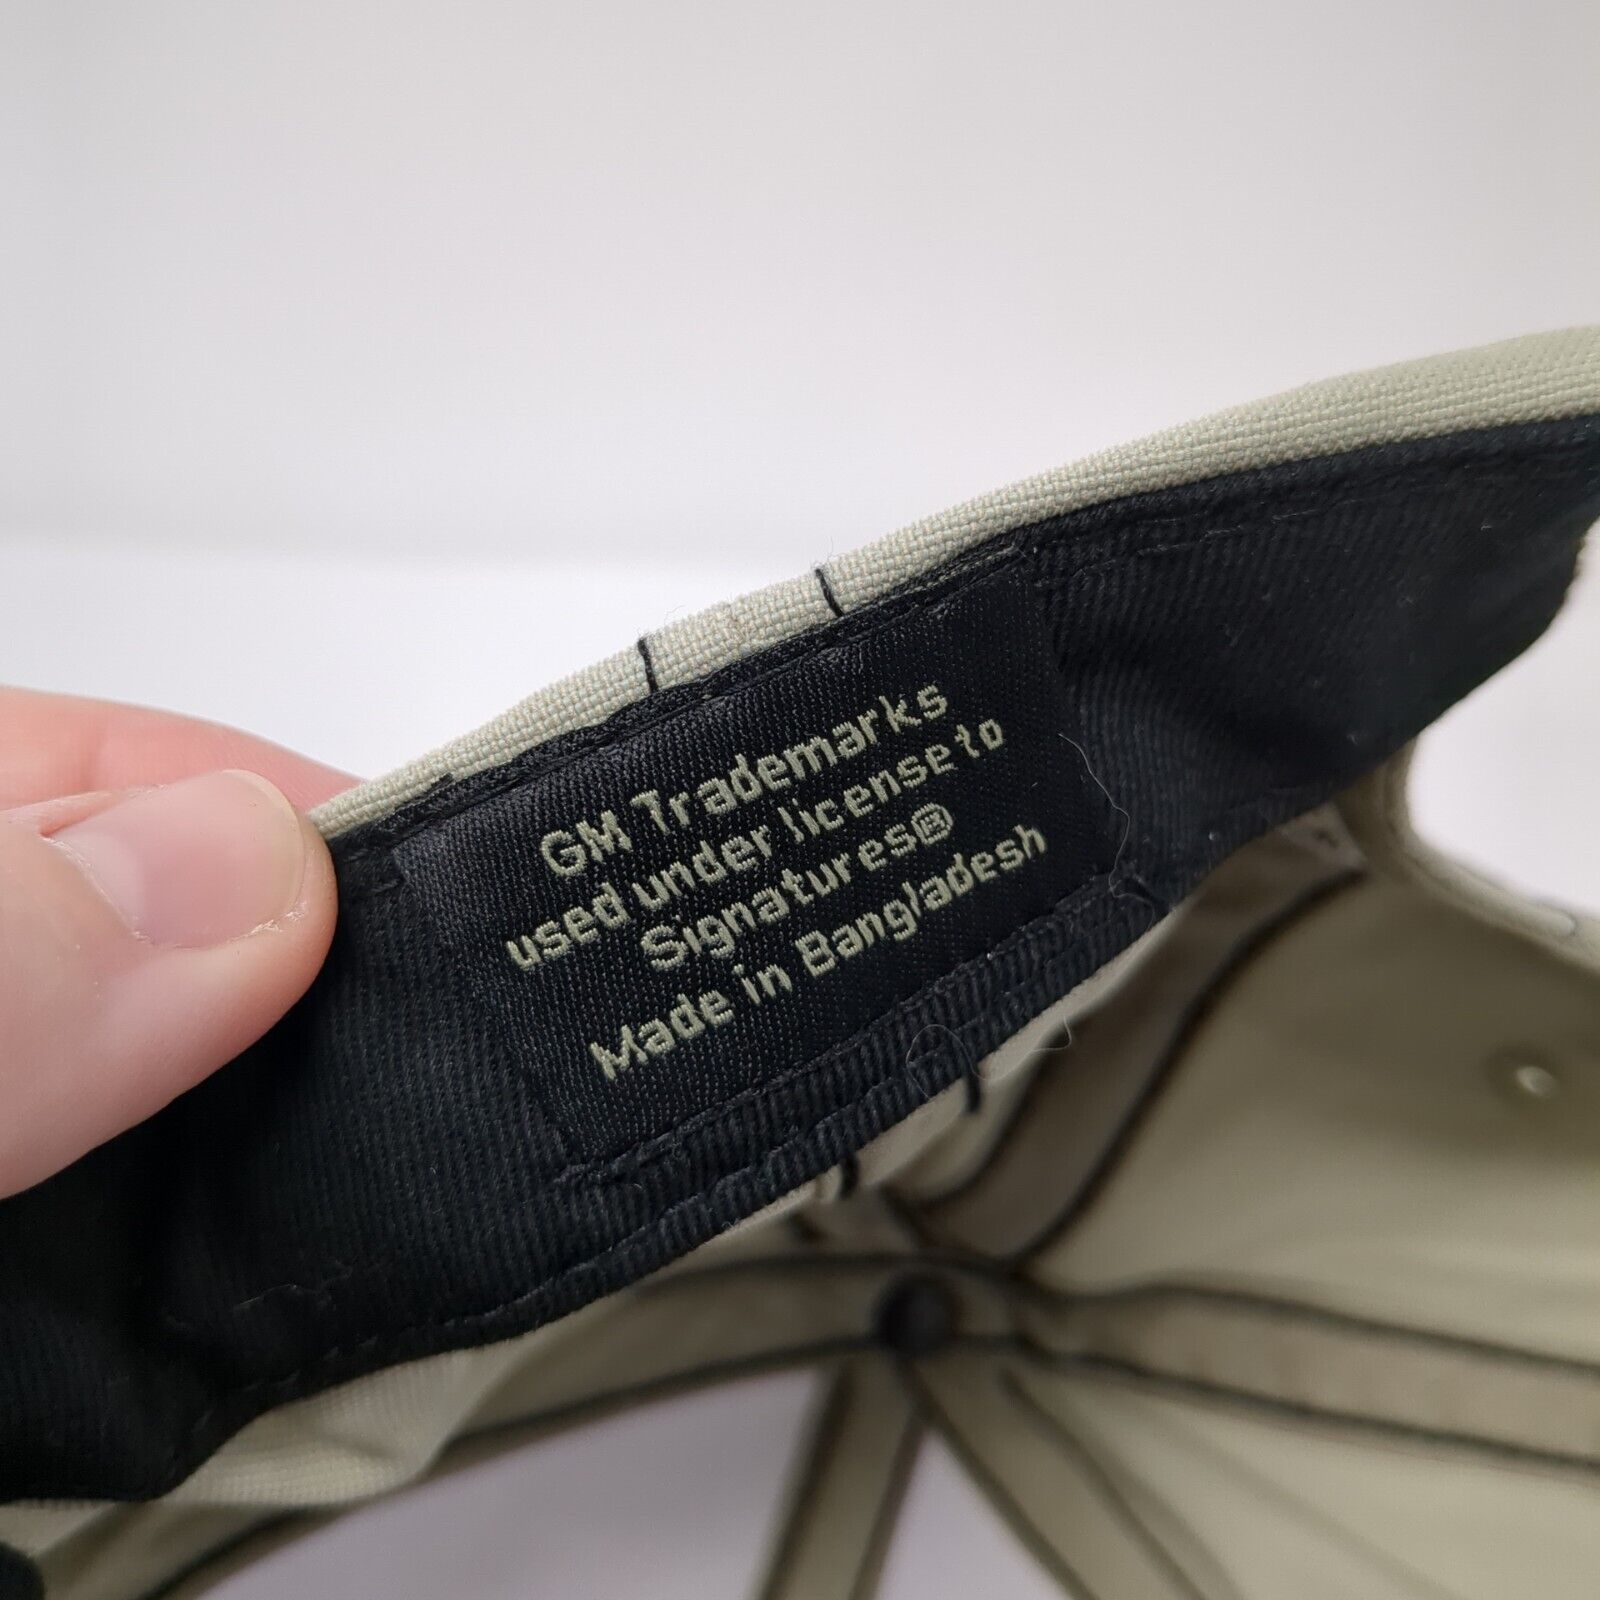 GM Trademarks
used under license to
Signatures®
Made in Bangladesh